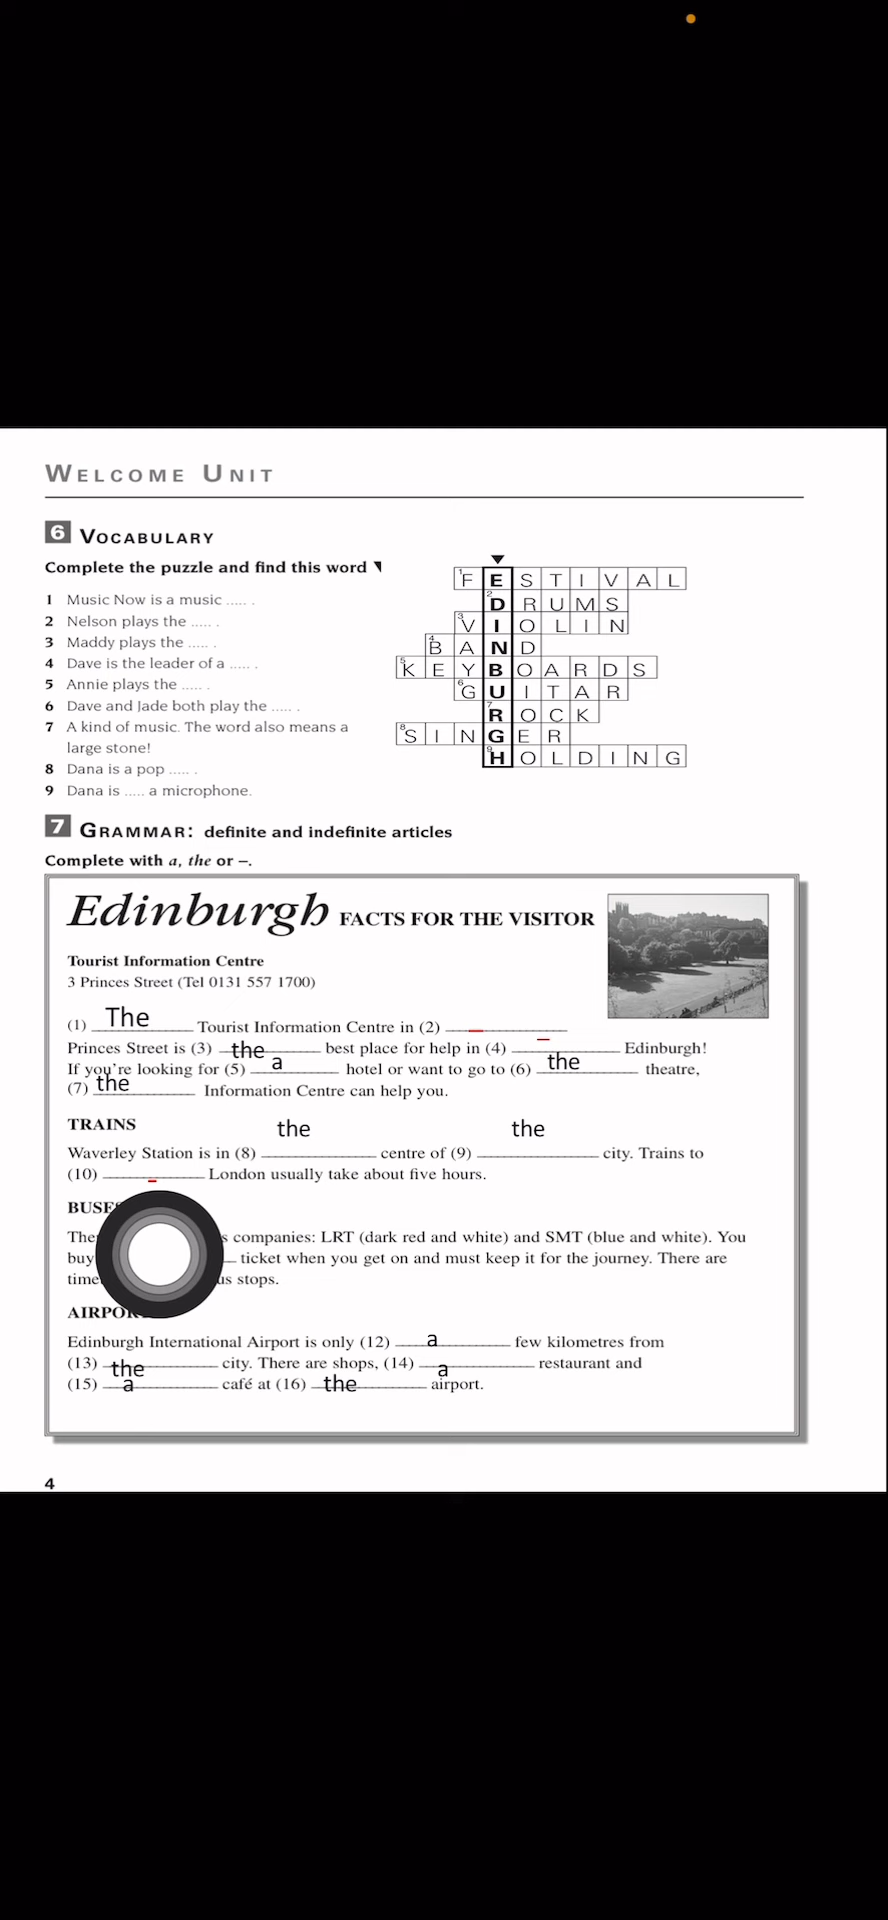 WELCOME UNIT
6 VOCABULARY
Complete the puzzle and find this word
1 Music Now is a music ..... .
2 Nelson plays the ..... .
3 Maddy plays the ..... .
4 Dave is the leader of a ..... .
5 Annie plays the ..... .
6 Dave and Jade both play the ..... .
7 A kind of music. The word also means a
large stone!
8 Dana is a pop ..... .
9 Dana is ..... a microphone.
1 FESTIVAL
2 DRUMS
3 VIOLIN
4 BAND
5 KEYBOARDS
6 GUITAR
7 ROCK
8 SINGER
9 HOLDING
7 GRAMMAR: definite and indefinite articles
Complete with a, the or –.
Edinburgh FACTS FOR THE VISITOR
Tourist Information Centre
3 Princes Street (Tel 0131 557 1700)
(1) The Tourist Information Centre in (2) –
Princes Street is (3) the best place for help in (4) – Edinburgh!
If you're looking for (5) a hotel or want to go to (6) the theatre,
(7) the Information Centre can help you.
TRAINS
Waverley Station is in (8) the centre of (9) the city. Trains to
(10) – London usually take about five hours.
companies: LRT (dark red and white) and SMT (blue and white). You
buy ticket when you get on and must keep it for the journey. There are
stops.
Edinburgh International Airport is only (12) a few kilometres from
(13) the city. There are shops, (14) a restaurant and
(15) a café at (16) the airport.
4